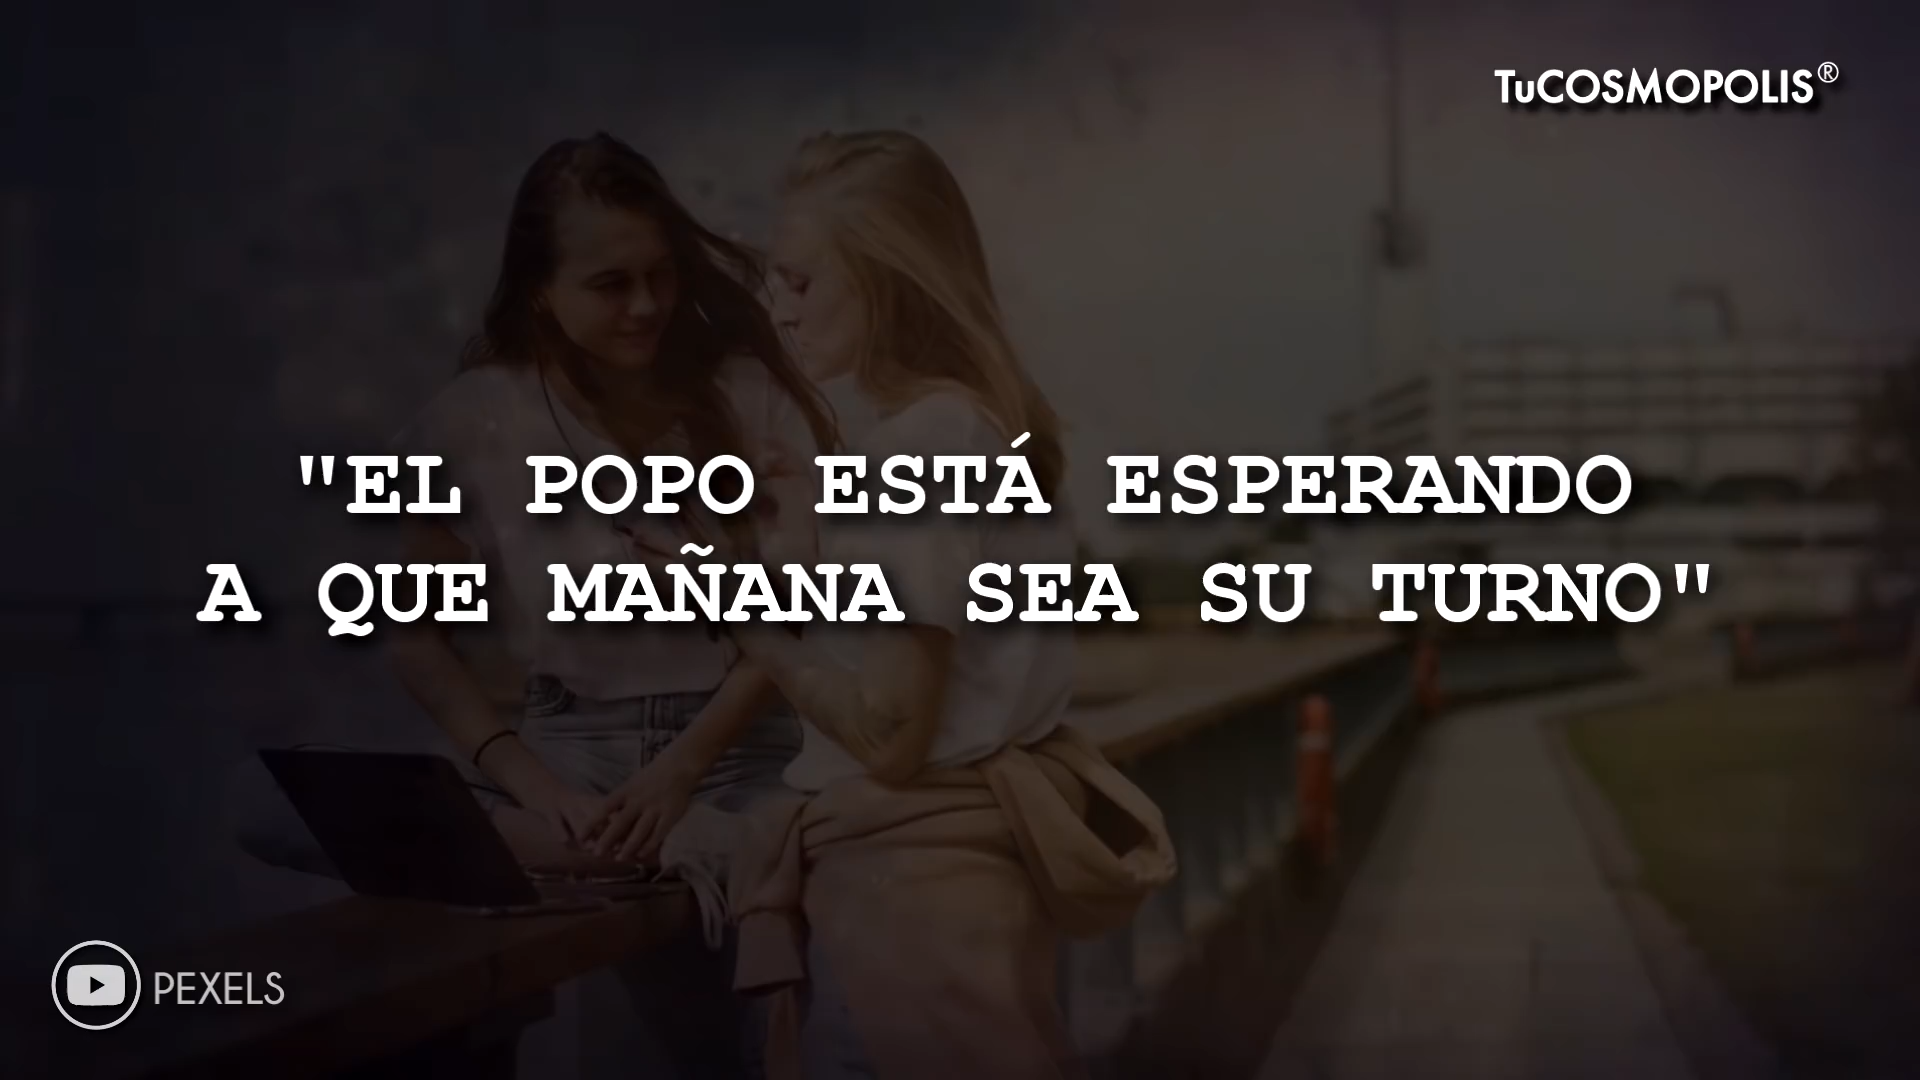 TuCOSMOPOLIS®
"EL POPO ESTÁ ESPERANDO
A QUE MAÑANA SEA SU TURNO"
PEXELS